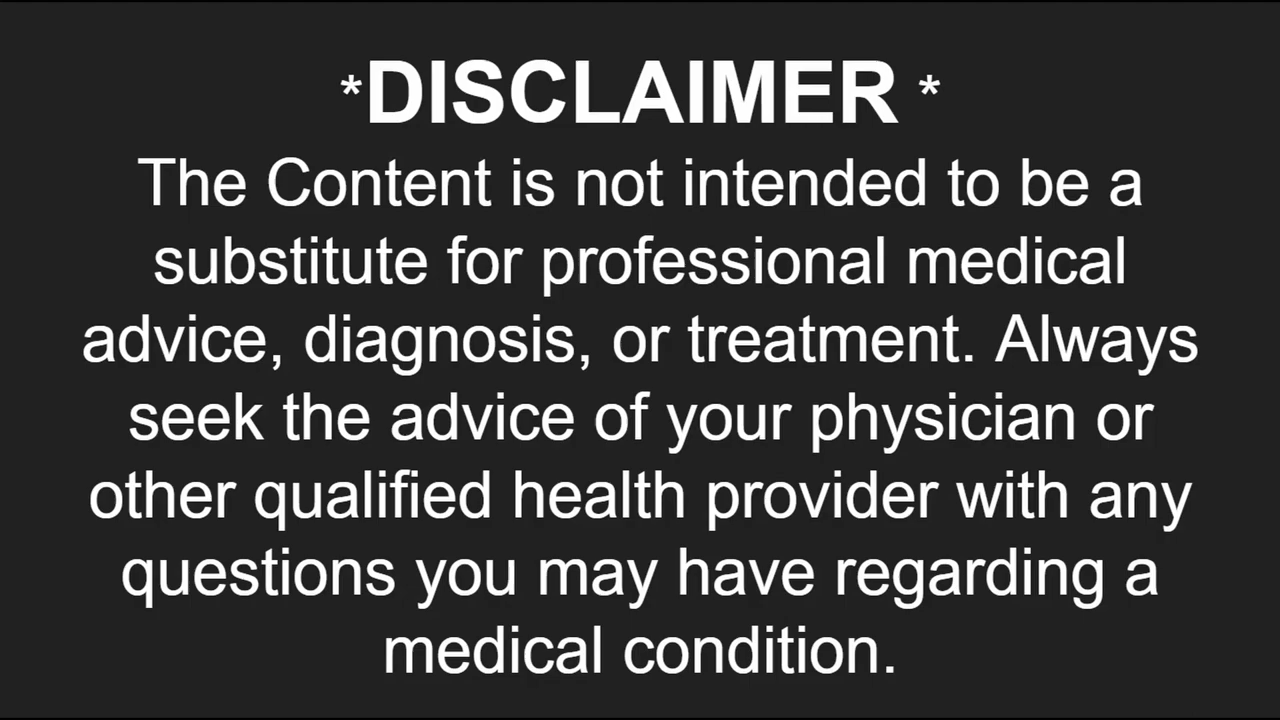 *DISCLAIMER *
The Content is not intended to be a
substitute for professional medical
advice, diagnosis, or treatment. Always
seek the advice of your physician or
other qualified health provider with any
questions you may have regarding a
medical condition.